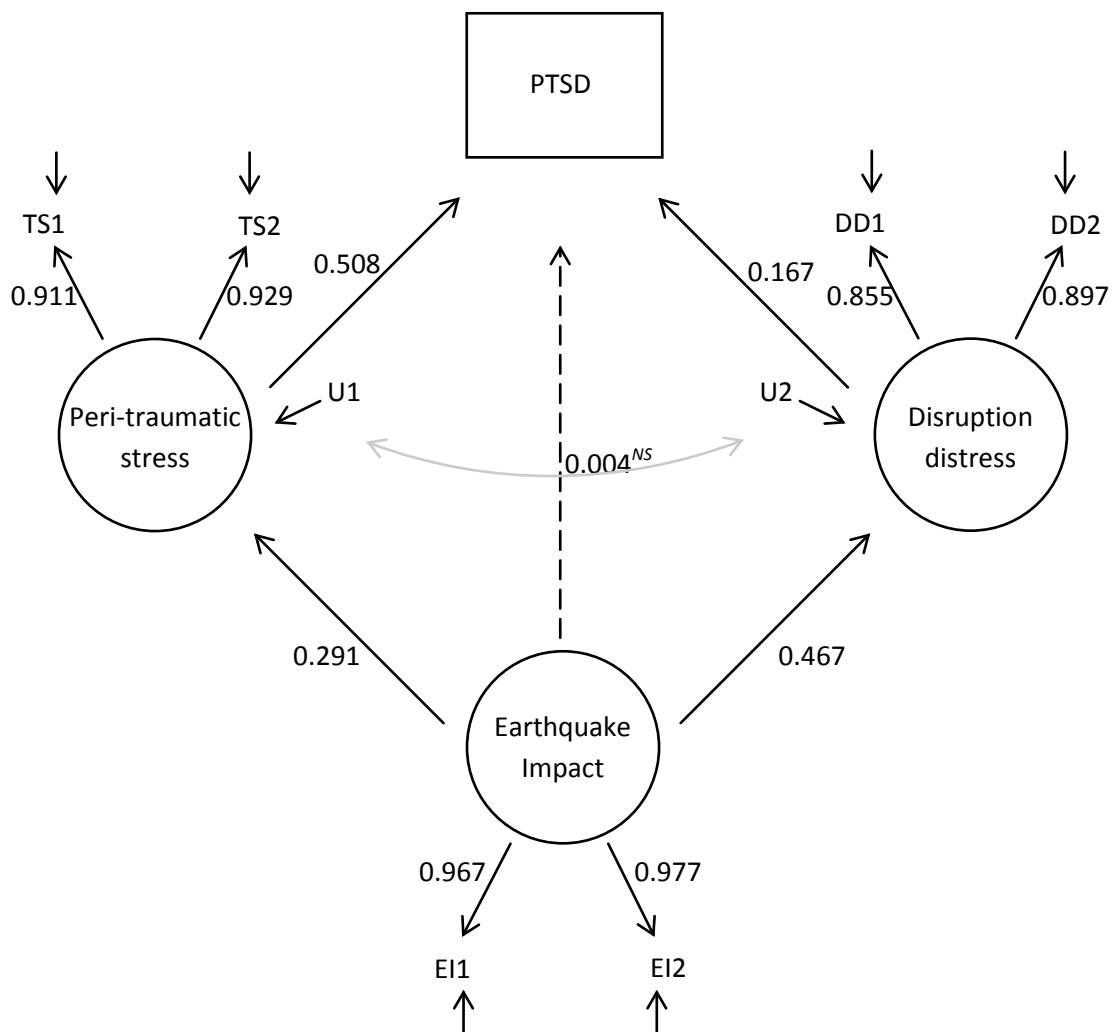 PTSD
TS1
TS2
DD1
DD2
0.508
0.167
0.911
0.929
0.855
0.897
U1
U2
Peri-traumatic
stress
Disruption
distress
0.004NS
0.291
0.467
Earthquake
Impact
0.967
0.977
EI1
EI2